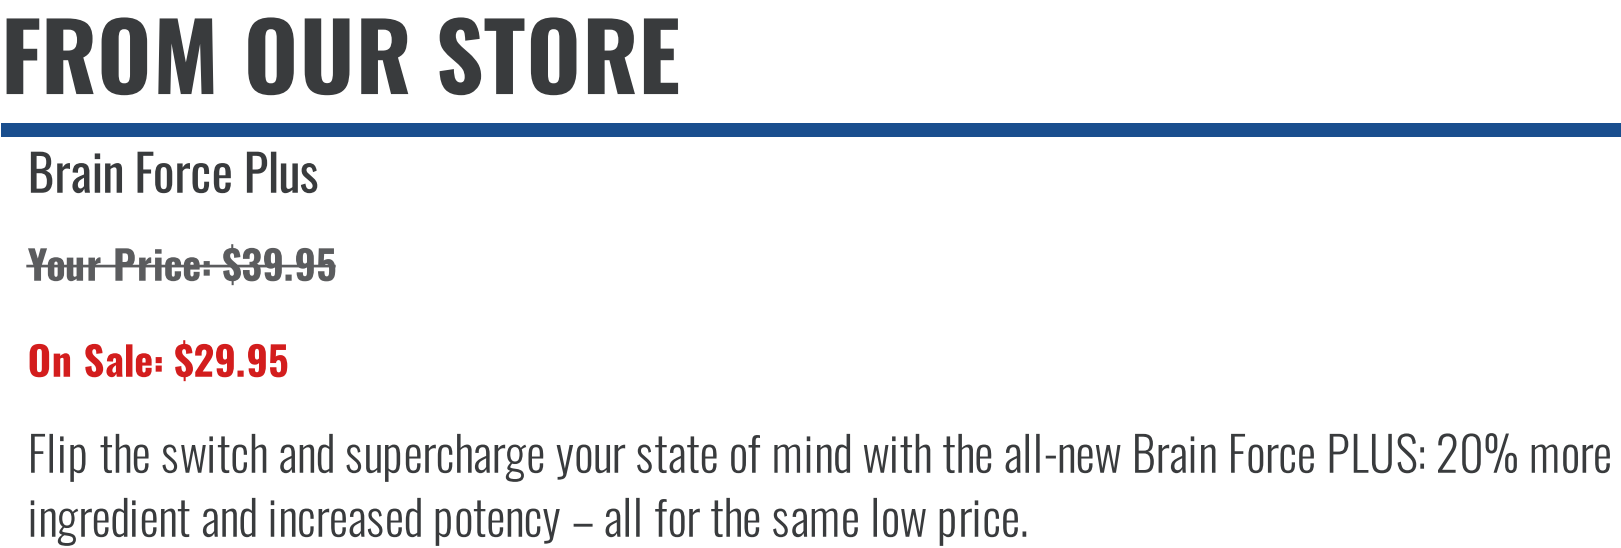 FROM OUR STORE
Brain Force Plus
Your Price: $39.95
On Sale: $29.95
Flip the switch and supercharge your state of mind with the all-new Brain Force PLUS: 20% more
ingredient and increased potency – all for the same low price.